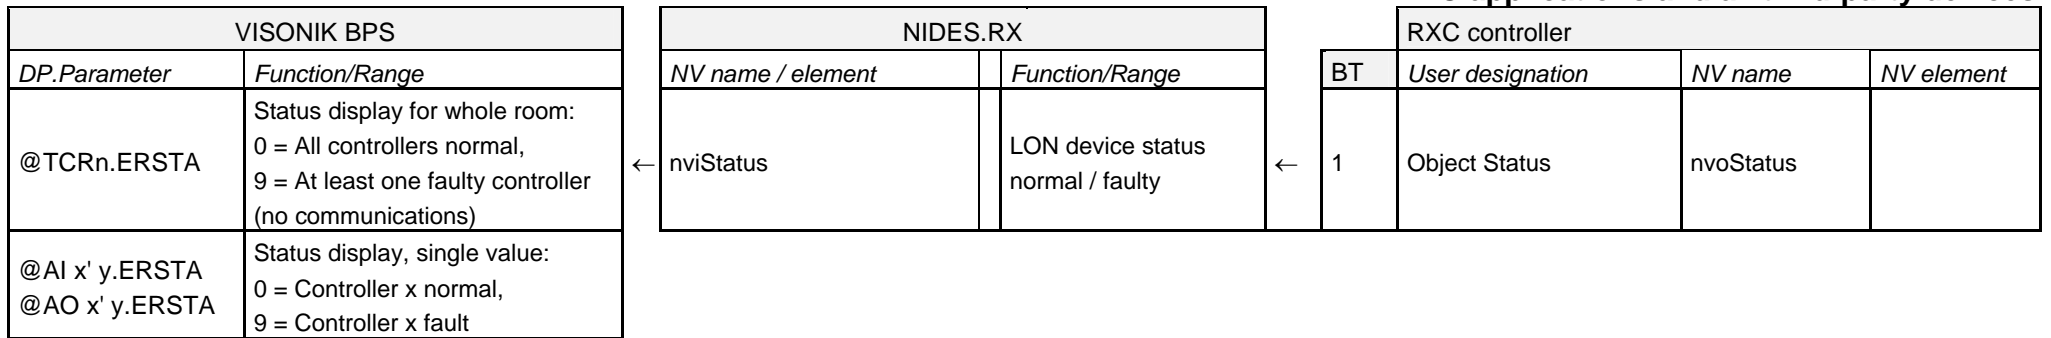 VISONIK BPS
NIDES.RX
RXC controller
DP.Parameter Function/Range NV name / element Function/Range BT User designation NV name NV element
@TCRn.ERSTA
Status display for whole room:
0 = All controllers normal,
9 = At least one faulty controller
(no communications)
← nviStatus
LON device status
normal / faulty
← 1 Object Status nvoStatus
@AI x' y.ERSTA
@AO x' y.ERSTA
Status display, single value:
0 = Controller x normal,
9 = Controller x fault